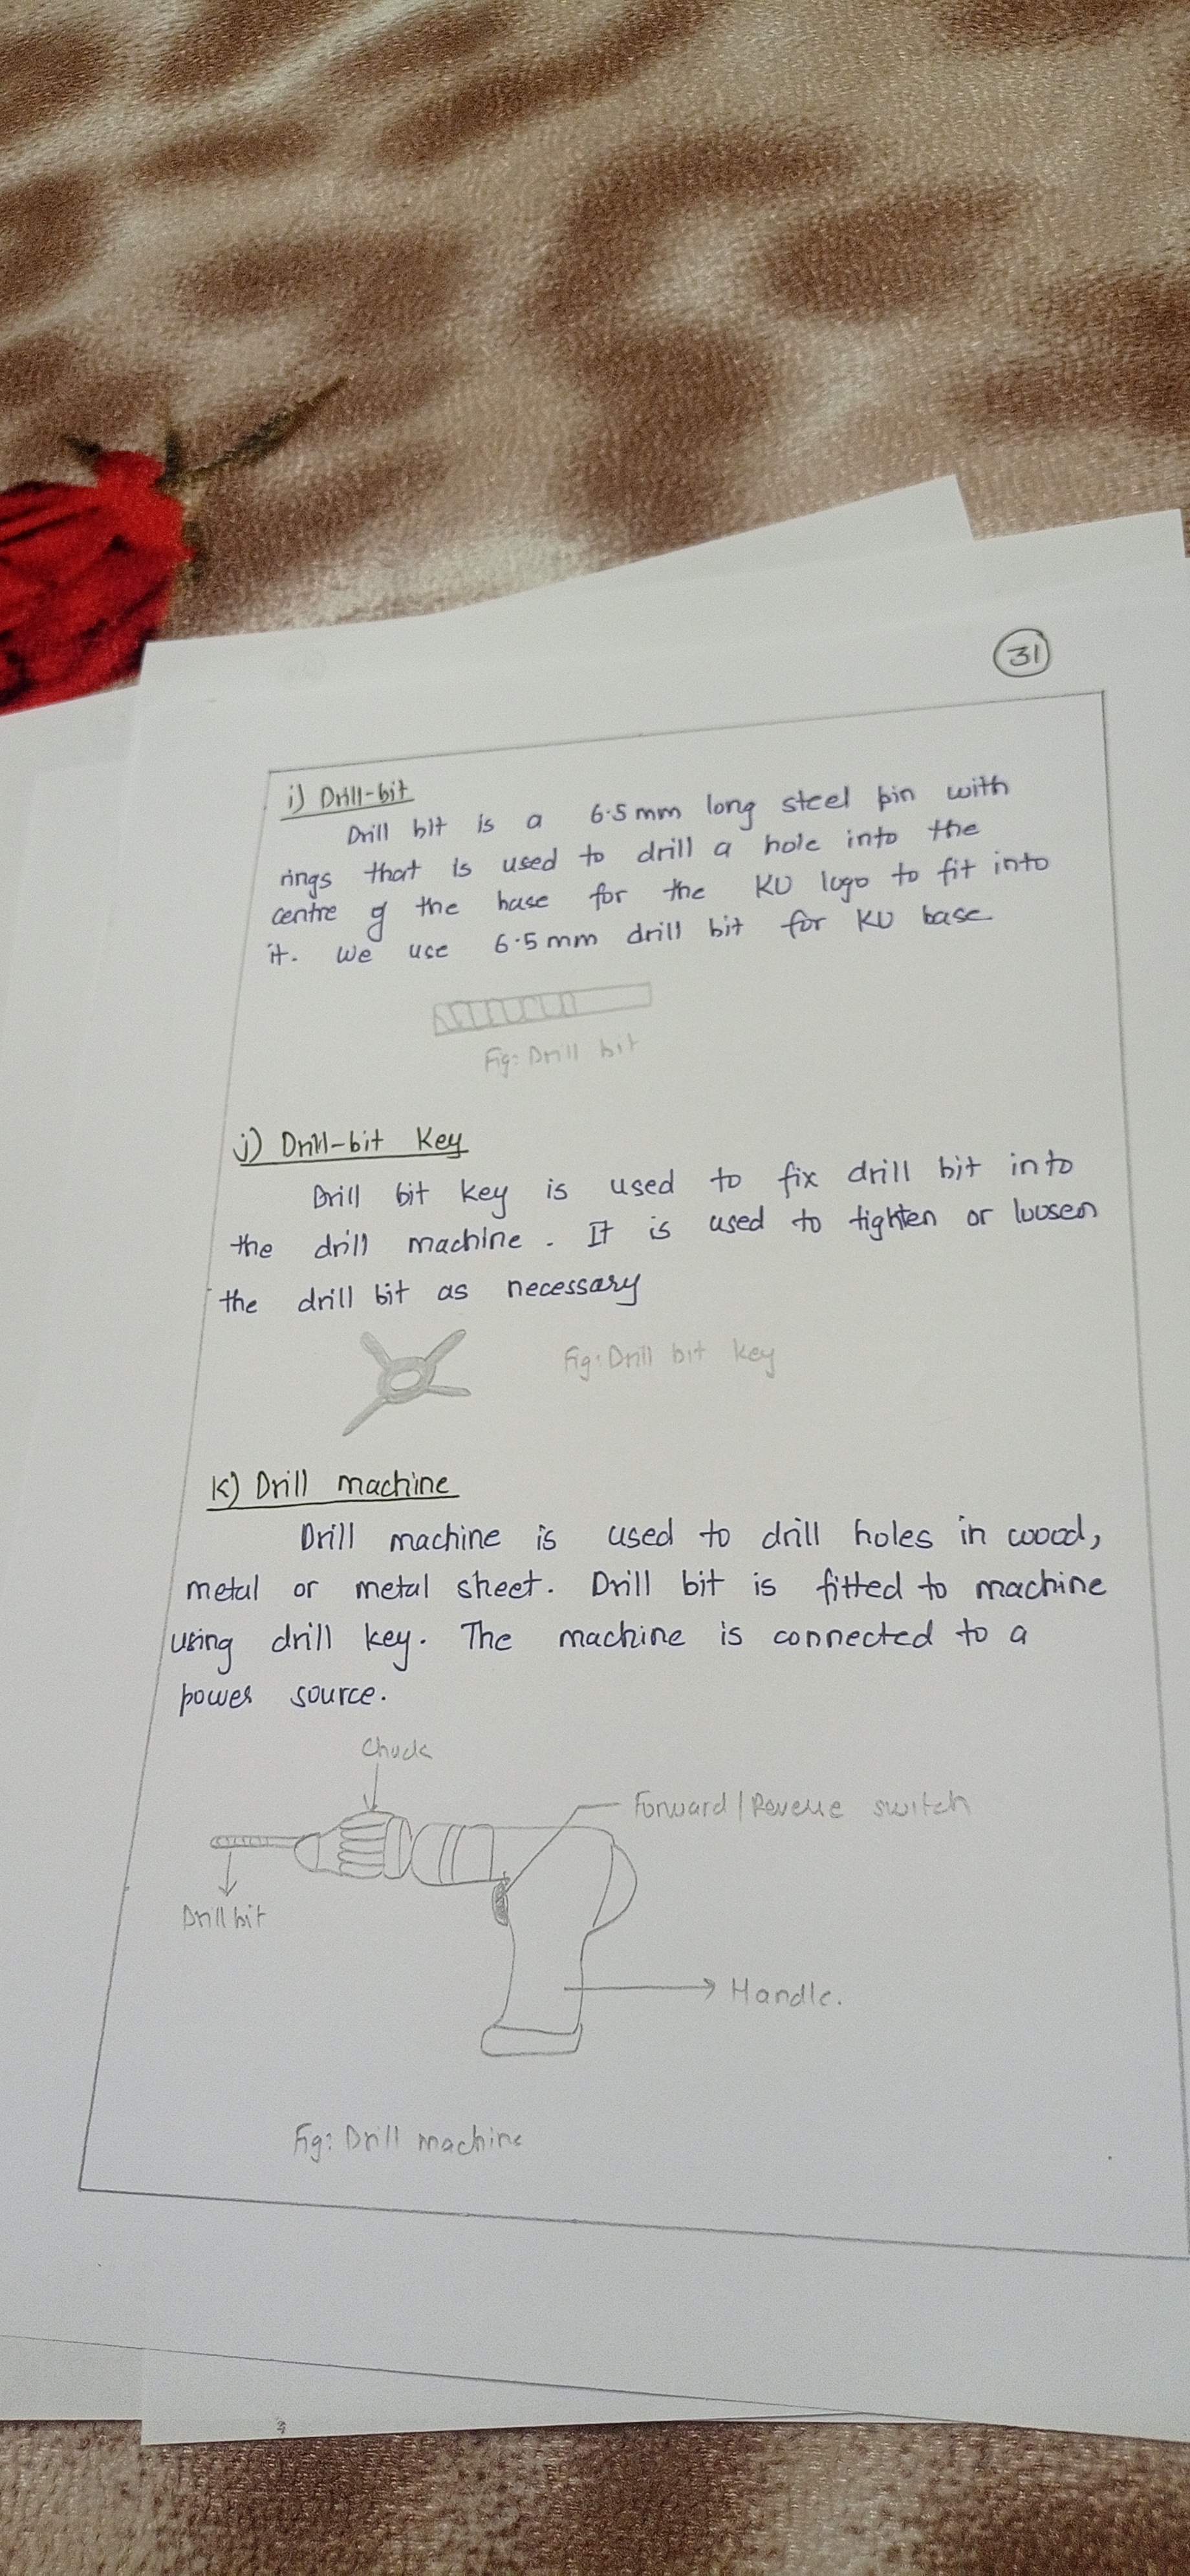 31
i) Drill-bit
Drill bit is a 6.5mm long steel pin with
rings that is used to drill a hole into the
centre of the base for the KU logo to fit into
it. We use 6.5mm drill bit for KU base.
Fig: Drill bit
j) Drill-bit Key
Drill bit key is used to fix drill bit into
the drill machine. It is used to tighten or loosen
the drill bit as necessary
Fig: Drill bit key
k) Drill machine
Drill machine is used to drill holes in wood,
metal or metal sheet. Drill bit is fitted to machine
using drill key. The machine is connected to a
power source.
Chuck
Forward/Reverse switch
Drill bit
Handle.
Fig: Drill machine